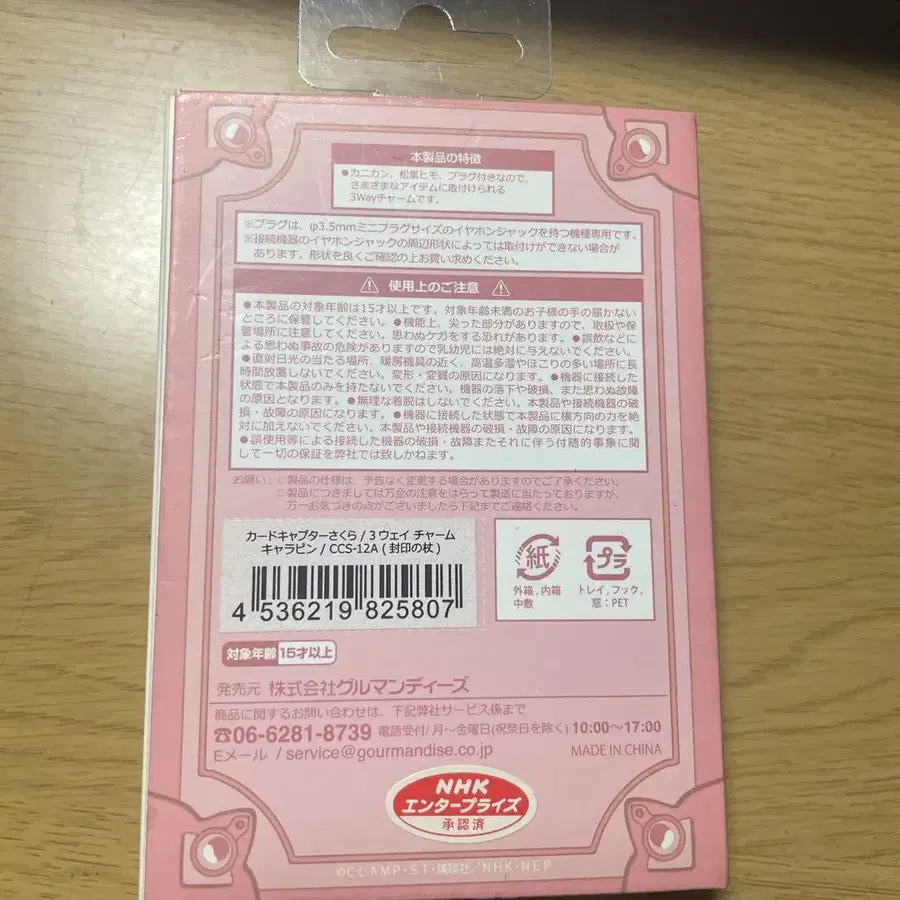 本製品の特徴
●カニカン、松葉ヒモ、プラグ付きなので、
さまざまなアイテムに取付けられる
3Wayチャームです。
※プラグは、φ3.5mmミニプラグサイズのイヤホンジャックを持つ機種専用です。
※接続機器のイヤホンジャックの周辺形状によっては取付けができない場合が
あります。形状を良くご確認の上お買い求めください。
使用上のご注意
●本製品の対象年齢は15才以上です。対象年齢未満のお子様の手の届かない
ところに保管してください。●機能上、尖った部分がありますので、取扱や保
管場所に注意してください。思わぬケガをする恐れがあります。●誤飲などに
よる思わぬ事故の危険がありますので乳幼児には絶対に与えないでください。
●直射日光の当たる場所、暖房機具の近く、高温多湿やほこりの多い場所に長
時間放置しないでください。変形・変質の原因になります。●機器に接続した
状態で本製品のみを持たないでください。機器の落下や破損、また思わぬ故障
の原因となります。●無理な着脱はしないでください。本製品や接続機器の破
損・故障の原因になります。●機器に接続した状態で本製品に横方向の力を絶
対に加えないでください。本製品や接続機器の破損・故障の原因になります。
●誤使用等による接続した機器の破損・故障またそれに伴う付随的事象に関
して一切の保証を弊社では致しかねます。
お願い:○製品の仕様は、予告なく変更する場合がありますのでご了承ください。
○製品につきましては万全の注意をはらって製造に当たっておりますが、
万一お気づきの点がございましたら下記までご連絡ください。
カードキャプターさくら / 3 ウェイ チャーム
キャラピン / CCS-12A ( 封印の杖 )
4 536219 825807
紙
外箱,内箱
中敷
プラ
トレイ,フック,
窓:PET
対象年齢 15才以上
発売元 株式会社グルマンディーズ
商品に関するお問い合わせは、下記弊社サービス係まで
☎06-6281-8739 電話受付/月〜金曜日(祝祭日を除く) 10:00〜17:00
Eメール / service@gourmandise.co.jp
MADE IN CHINA
NHK
エンタープライズ
承認済
©CLAMP・ST・講談社/NHK・NEP